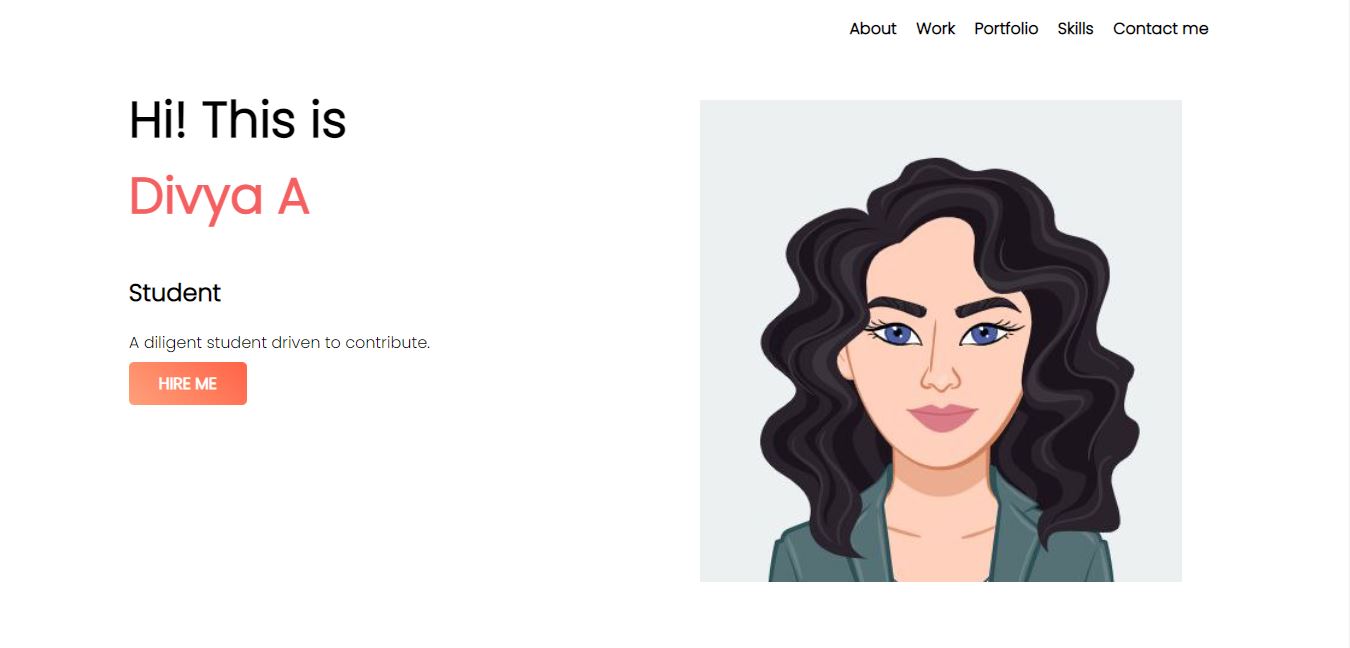 About Work Portfolio Skills Contact me
Hi! This is
Divya A
Student
A diligent student driven to contribute.
HIRE ME